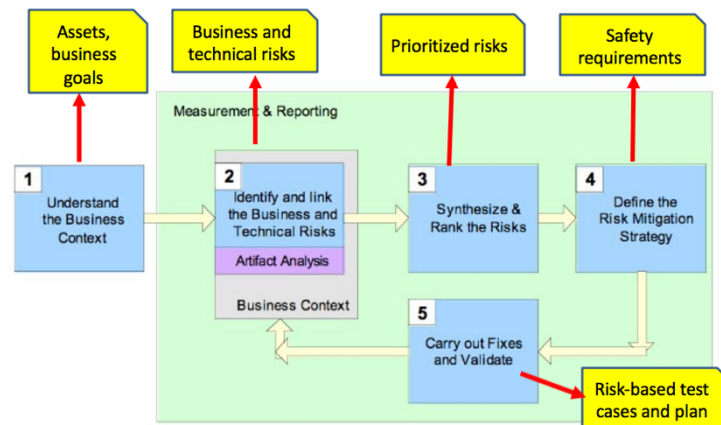 Assets,
business
goals
Business and
technical risks
Prioritized risks
Safety
requirements
Measurement & Reporting
1
Understand
the Business
Context
2
Identify and link
the Business and
Technical Risks
Artifact Analysis
Business Context
3
Synthesize &
Rank the Risks
4
Define the
Risk Mitigation
Strategy
5
Carry out Fixes
and Validate
Risk-based test
cases and plan